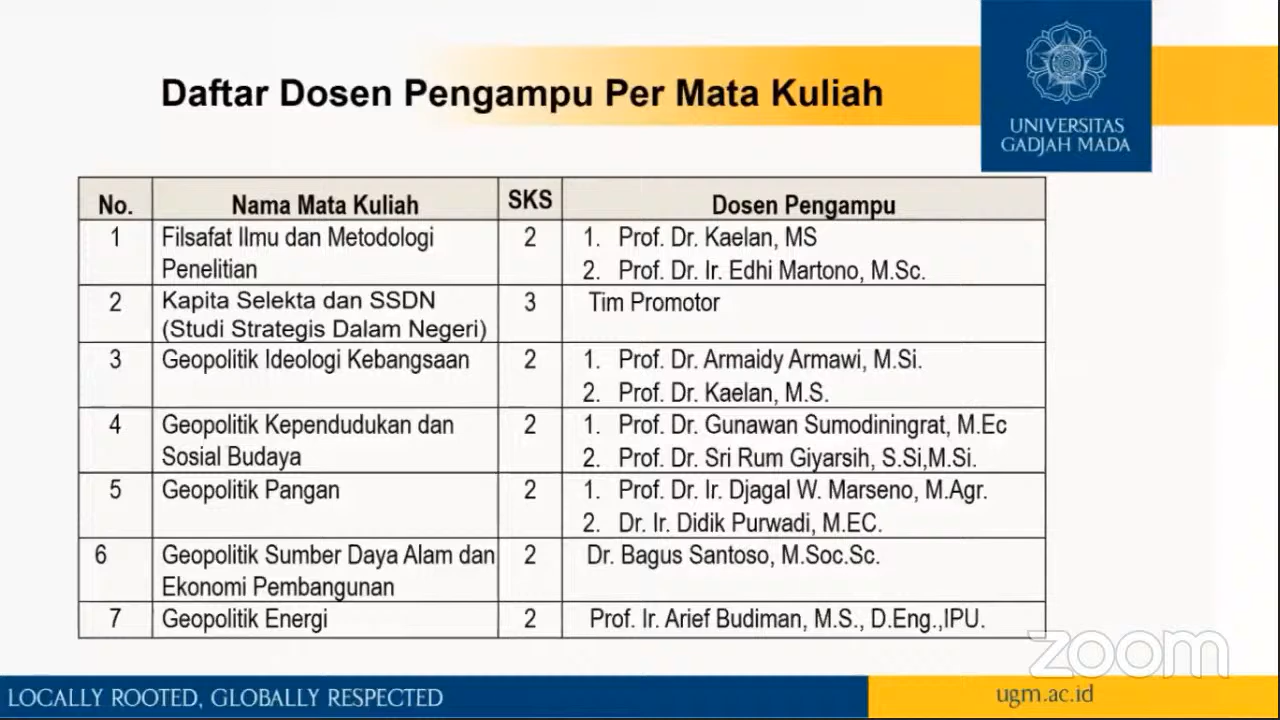 Daftar Dosen Pengampu Per Mata Kuliah
UNIVERSITAS
GADJAH MADA
No. Nama Mata Kuliah SKS Dosen Pengampu
1 Filsafat Ilmu dan Metodologi 2 1. Prof. Dr. Kaelan, MS
Penelitian 2. Prof. Dr. Ir. Edhi Martono, M.Sc.
2 Kapita Selekta dan SSDN 3 Tim Promotor
(Studi Strategis Dalam Negeri)
3 Geopolitik Ideologi Kebangsaan 2 1. Prof. Dr. Armaidy Armawi, M.Si.
2. Prof. Dr. Kaelan, M.S.
4 Geopolitik Kependudukan dan 2 1. Prof. Dr. Gunawan Sumodiningrat, M.Ec
Sosial Budaya 2. Prof. Dr. Sri Rum Giyarsih, S.Si,M.Si.
5 Geopolitik Pangan 2 1. Prof. Dr. Ir. Djagal W. Marseno, M.Agr.
2. Dr. Ir. Didik Purwadi, M.EC.
6 Geopolitik Sumber Daya Alam dan 2 Dr. Bagus Santoso, M.Soc.Sc.
Ekonomi Pembangunan
7 Geopolitik Energi 2 Prof. Ir. Arief Budiman, M.S., D.Eng.,IPU.
zoom
LOCALLY ROOTED, GLOBALLY RESPECTED ugm.ac.id